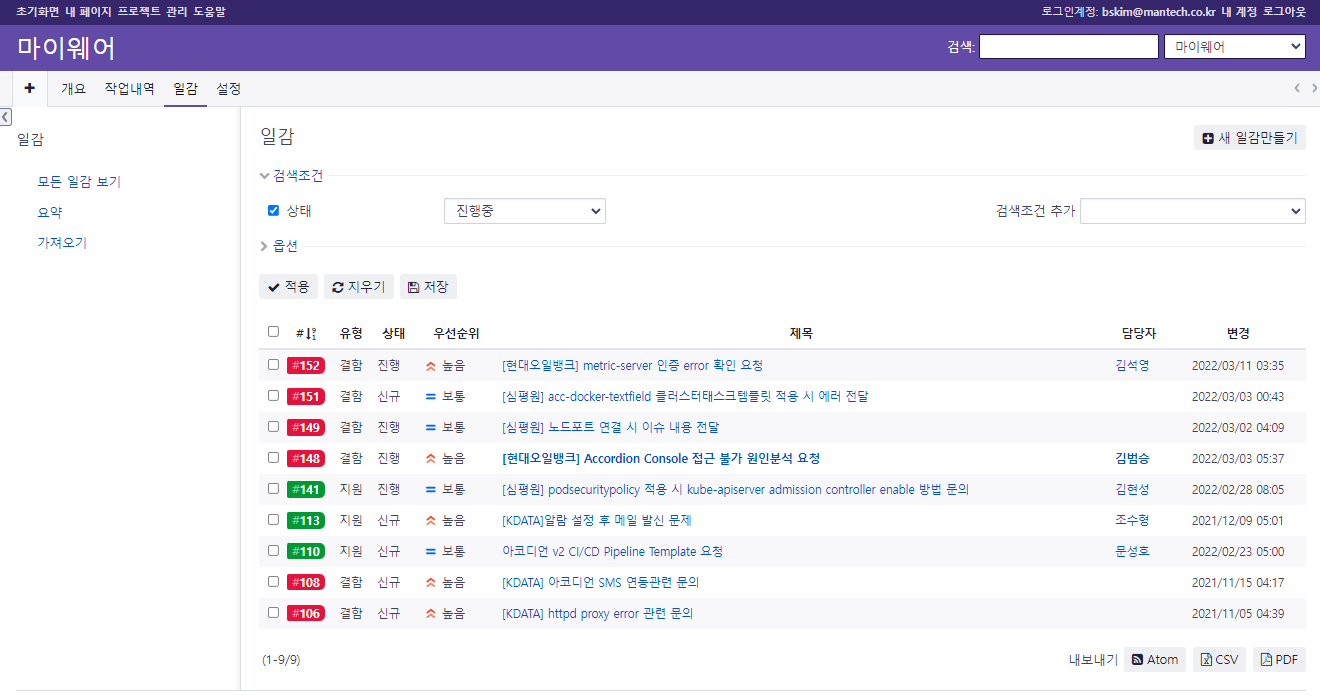 초기화면 내 페이지 프로젝트 관리 도움말 로그인계정: bskim@mantech.co.kr 내 계정 로그아웃
마이웨어 검색: 마이웨어
+ 개요 작업내역 일감 설정
일감
모든 일감 보기
요약
가져오기
일감 새 일감만들기
검색조건
상태 진행중 검색조건 추가
옵션
적용 지우기 저장
# 유형 상태 우선순위 제목 담당자 변경
#152 결함 진행 높음 [현대오일뱅크] metric-server 인증 error 확인 요청 김석영 2022/03/11 03:35
#151 결함 신규 보통 [심평원] acc-docker-textfield 클러스터태스크템플릿 적용 시 에러 전달 2022/03/03 00:43
#149 결함 진행 보통 [심평원] 노드포트 연결 시 이슈 내용 전달 2022/03/02 04:09
#148 결함 진행 높음 [현대오일뱅크] Accordion Console 접근 불가 원인분석 요청 김범승 2022/03/03 05:37
#141 지원 진행 보통 [심평원] podsecuritypolicy 적용 시 kube-apiserver admission controller enable 방법 문의 김현성 2022/02/28 08:05
#113 지원 신규 높음 [KDATA]알람 설정 후 메일 발신 문제 조수형 2021/12/09 05:01
#110 지원 신규 보통 아코디언 v2 CI/CD Pipeline Template 요청 문성호 2022/02/23 05:00
#108 결함 신규 높음 [KDATA] 아코디언 SMS 연동관련 문의 2021/11/15 04:17
#106 결함 신규 높음 [KDATA] httpd proxy error 관련 문의 2021/11/05 04:39
(1-9/9) 내보내기 Atom CSV PDF